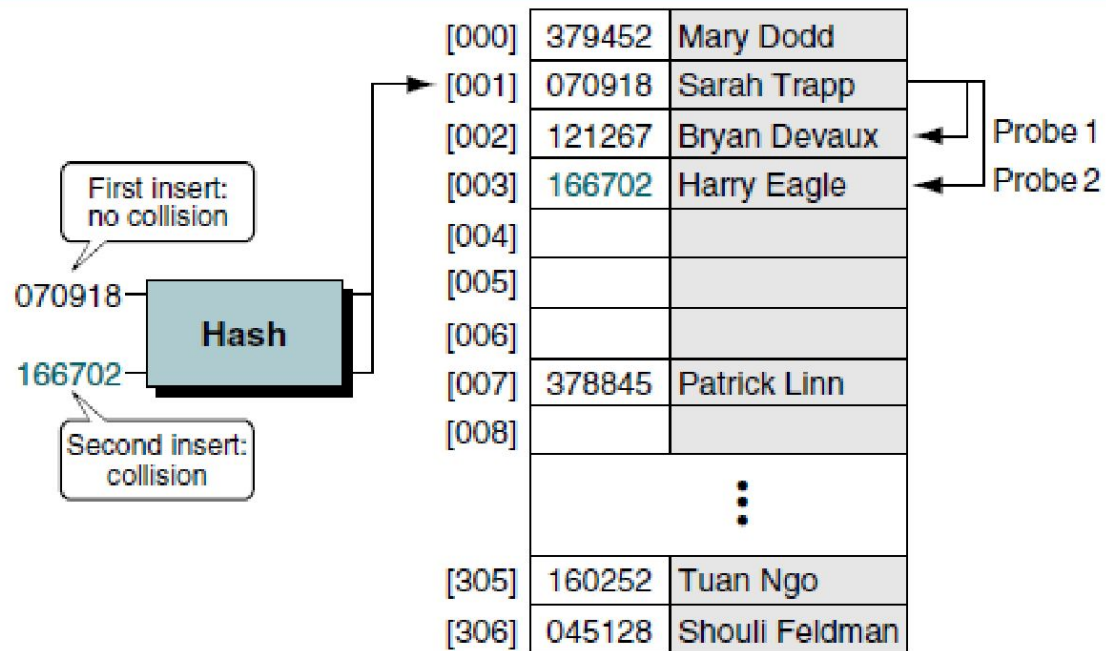 [000] 379452 Mary Dodd
[001] 070918 Sarah Trapp
[002] 121267 Bryan Devaux Probe 1
[003] 166702 Harry Eagle Probe 2
First insert:
no collision
[004]
[005]
070918
Hash
[006]
166702
[007] 378845 Patrick Linn
[008]
Second insert:
collision
[305] 160252 Tuan Ngo
[306] 045128 Shouli Feldman